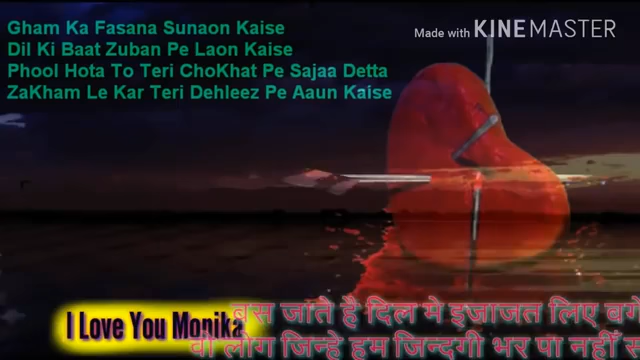 Gham Ka Fasana Sunaon Kaise
Dil Ki Baat Zuban Pe Laon Kaise
Phool Hota To Teri ChoKhat Pe Sajaa Detta
ZaKham Le Kar Teri Dehleez Pe Aaun Kaise
Made with KINEMASTER
I Love You Monika
बस जाते है दिल मे इज़ाजत लिए
लोग जिन्हे हम जिन्दगी भर पा नहीं